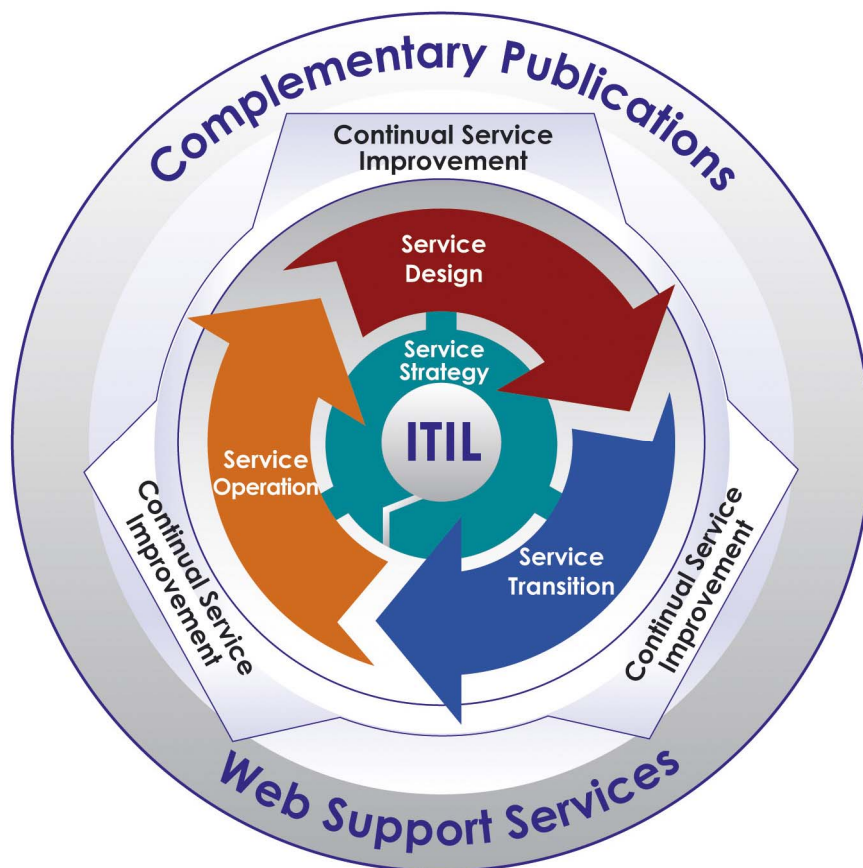 Complementary Publications
Continual Service
Improvement
Service
Design
Service
Strategy
ITIL
Service
Operation
Service
Transition
Continual Service
Improvement
Continual Service
Improvement
Web Support Services